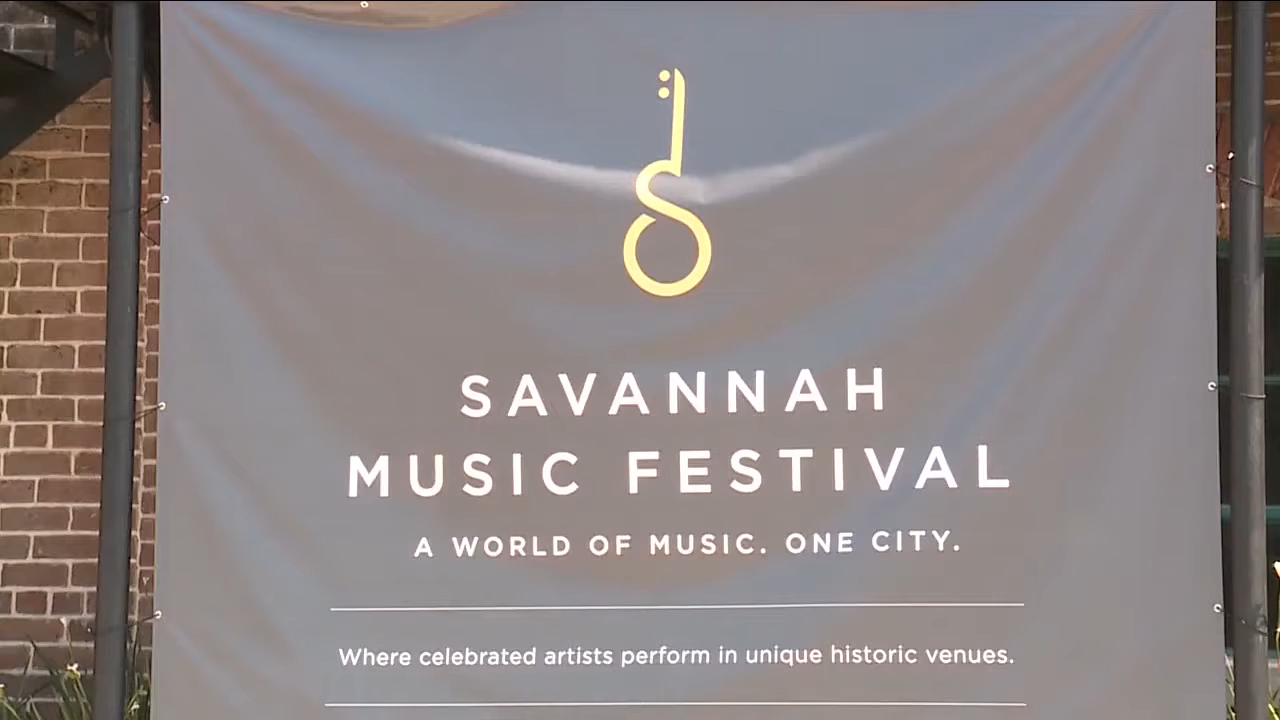 SAVANNAH
MUSIC FESTIVAL
A WORLD OF MUSIC. ONE CITY.
Where celebrated artists perform in unique historic venues.